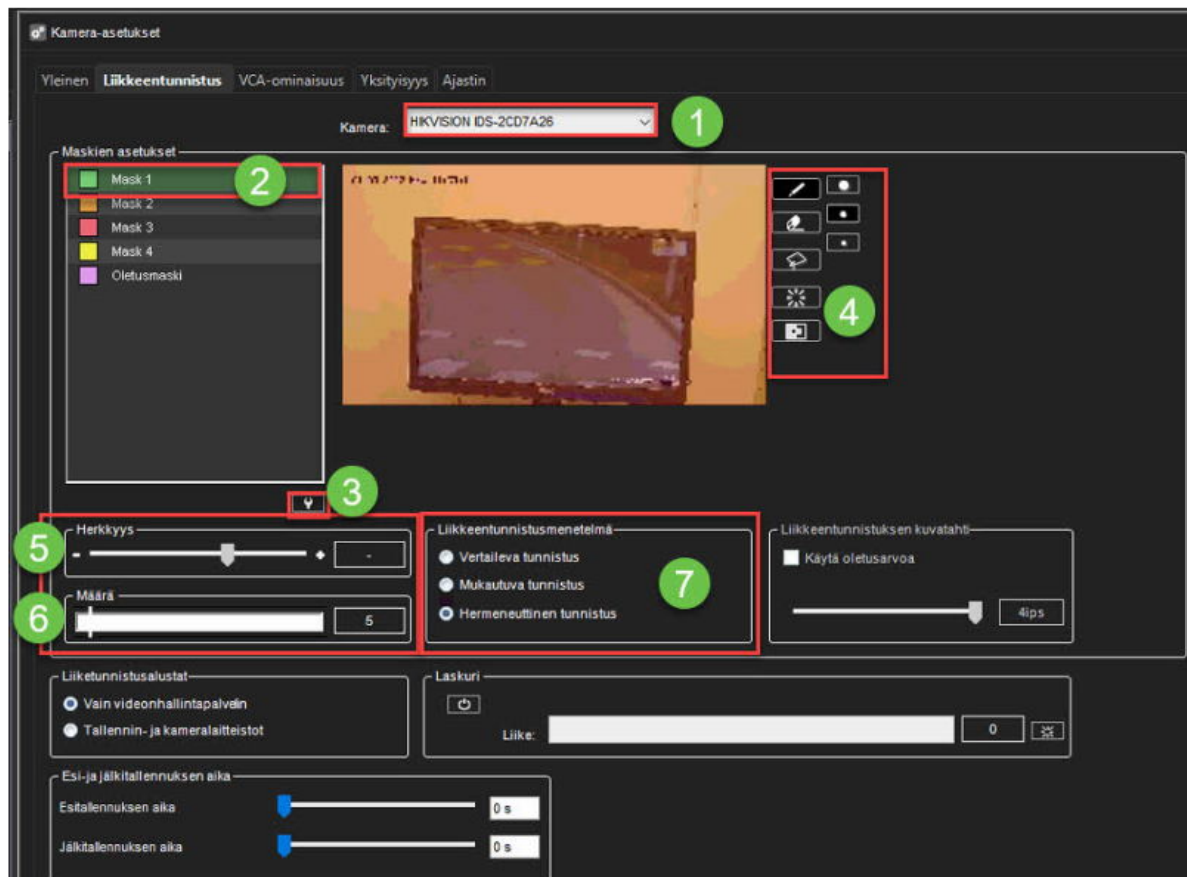 Kamera-asetukset
Yleinen Liikkeentunnistus VCA-ominaisuus Yksityisyys Ajastin
Kamera: HIKVISION IDS-2CD7A26 1
Maskien asetukset
Mask 1 2
Mask 2
Mask 3
Mask 4
Oletusmaski
4
3
Herkkyys
5 - + -
Määrä
6 5
Liikkeentunnistusmenetelmä
Vertaileva tunnistus
Mukautuva tunnistus
Hermeneuttinen tunnistus
7
Liikkeentunnistuksen kuvatahti
Käytä oletusarvoa
4ips
Liiketunnistusalustat
Vain videonhallintapalvelin
Tallennin- ja kameralaitteistot
Laskuri
Liike: 0
Esi-ja jälkitallennuksen aika
Esitallennuksen aika 0 s
Jälkitallennuksen aika 0 s